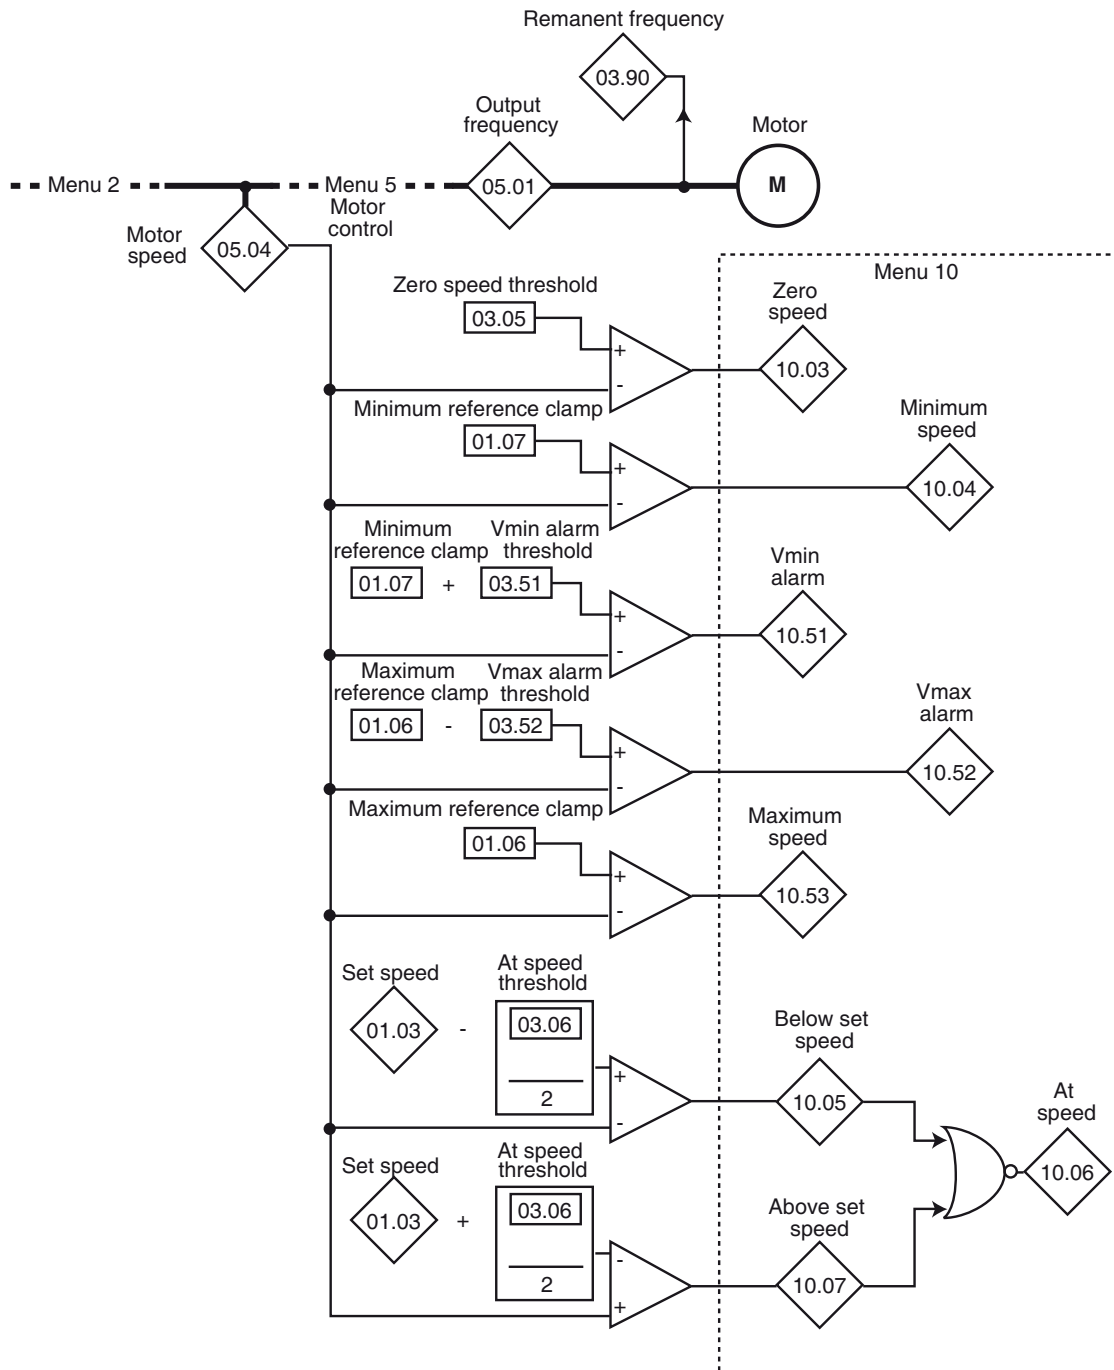 Remanent frequency
03.90
Output
frequency
05.01
Motor
M
Menu 2
Menu 5
Motor
control
Motor
speed
05.04
Menu 10
Zero speed threshold
03.05
+
-
Zero
speed
10.03
Minimum reference clamp
01.07
+
-
Minimum
speed
10.04
Minimum
reference clamp
01.07
+
Vmin alarm
threshold
03.51
+
-
Vmin
alarm
10.51
Maximum
reference clamp
01.06
-
Vmax alarm
threshold
03.52
+
-
Vmax
alarm
10.52
Maximum reference clamp
01.06
+
-
Maximum
speed
10.53
Set speed
01.03
-
At speed
threshold
03.06
2
+
-
Below set
speed
10.05
Set speed
01.03
+
At speed
threshold
03.06
2
-
+
Above set
speed
10.07
At
speed
10.06